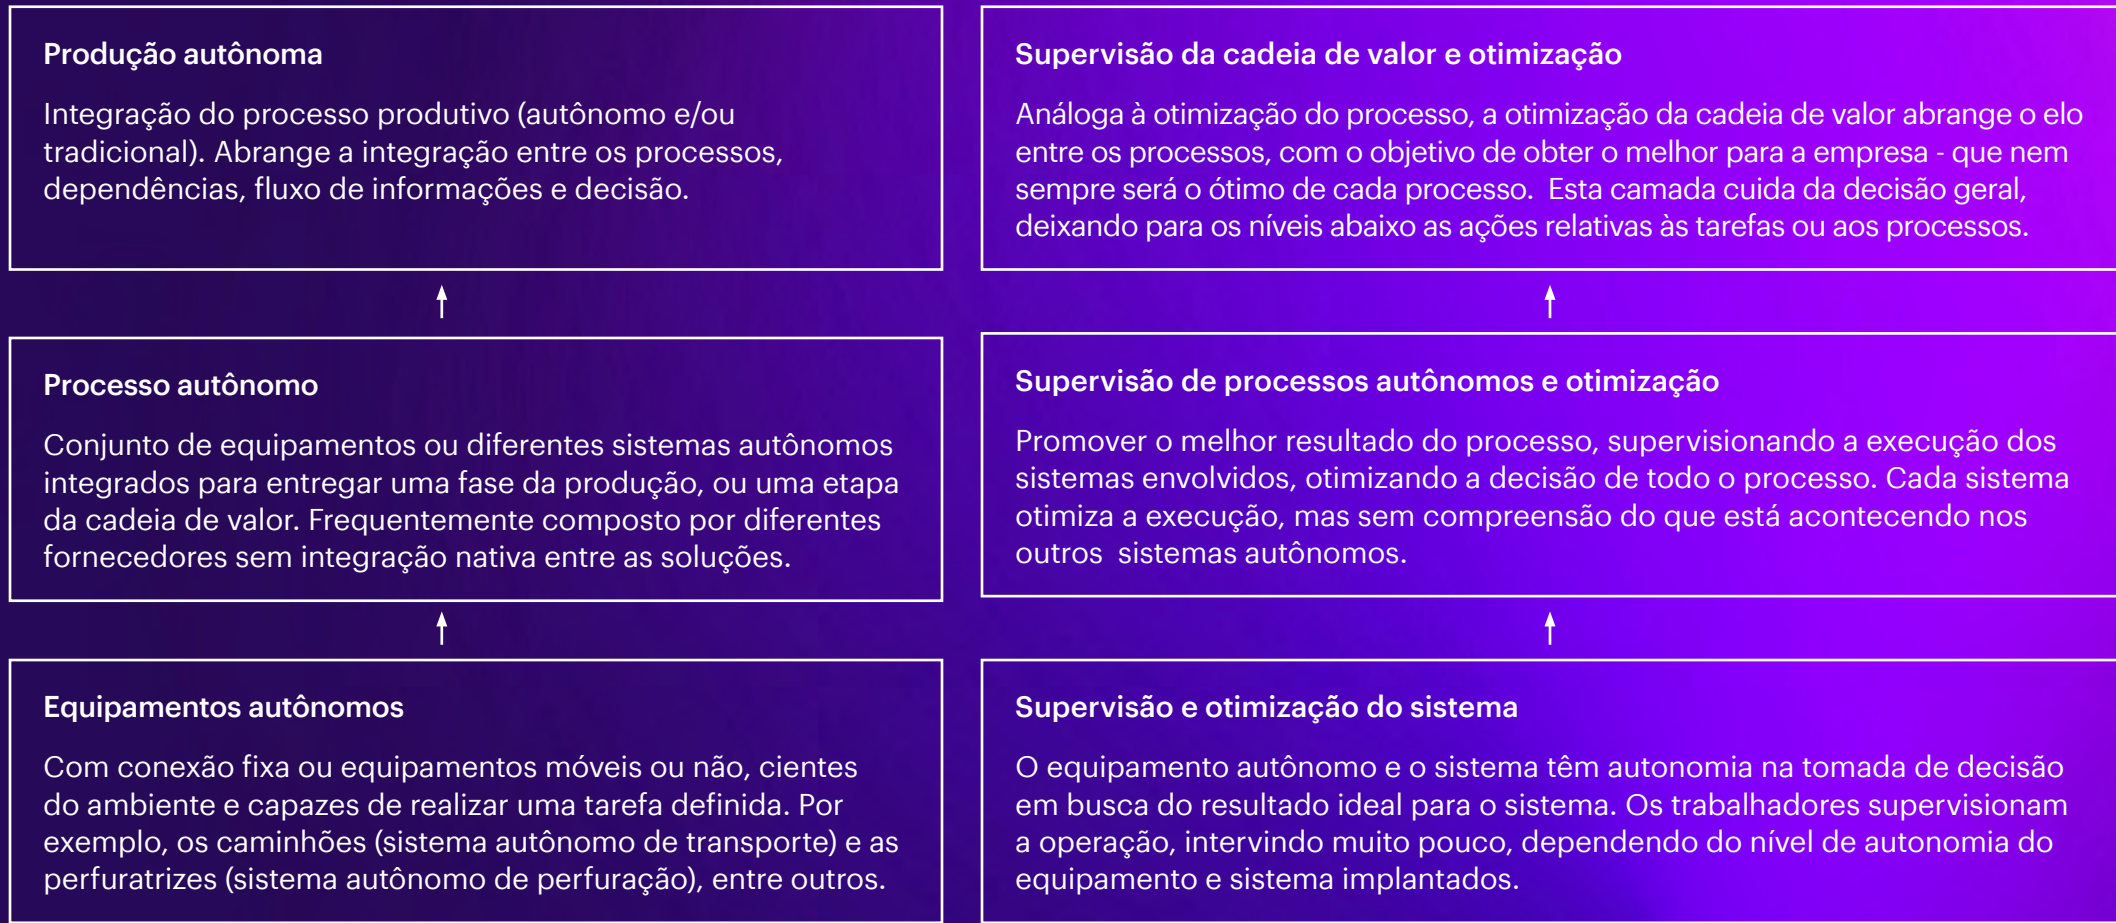 Produção autônoma
Integração do processo produtivo (autônomo e/ou
tradicional). Abrange a integração entre os processos,
dependências, fluxo de informações e decisão.
Supervisão da cadeia de valor e otimização
Análoga à otimização do processo, a otimização da cadeia de valor abrange o elo
entre os processos, com o objetivo de obter o melhor para a empresa - que nem
sempre será o ótimo de cada processo. Esta camada cuida da decisão geral,
deixando para os níveis abaixo as ações relativas às tarefas ou aos processos.
Processo autônomo
Conjunto de equipamentos ou diferentes sistemas autônomos
integrados para entregar uma fase da produção, ou uma etapa
da cadeia de valor. Frequentemente composto por diferentes
fornecedores sem integração nativa entre as soluções.
Supervisão de processos autônomos e otimização
Promover o melhor resultado do processo, supervisionando a execução dos
sistemas envolvidos, otimizando a decisão de todo o processo. Cada sistema
otimiza a execução, mas sem compreensão do que está acontecendo nos
outros sistemas autônomos.
Equipamentos autônomos
Com conexão fixa ou equipamentos móveis ou não, cientes
do ambiente e capazes de realizar uma tarefa definida. Por
exemplo, os caminhões (sistema autônomo de transporte) e as
perfuratrizes (sistema autônomo de perfuração), entre outros.
Supervisão e otimização do sistema
O equipamento autônomo e o sistema têm autonomia na tomada de decisão
em busca do resultado ideal para o sistema. Os trabalhadores supervisionam
a operação, intervindo muito pouco, dependendo do nível de autonomia do
equipamento e sistema implantados.